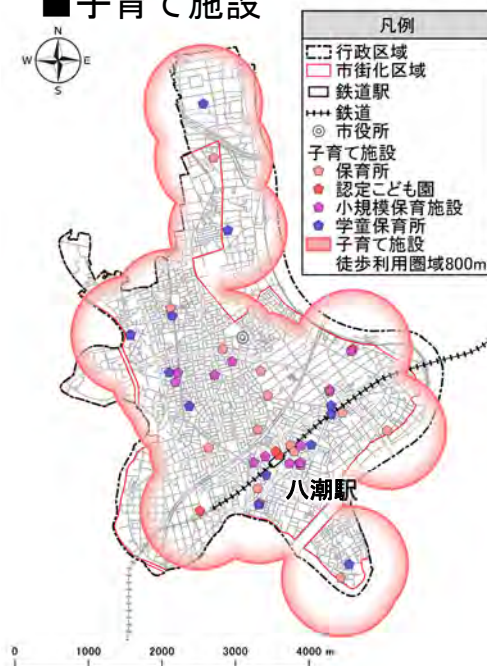 ■子育て施設
N
W E
S
凡例
行政区域
市街化区域
鉄道駅
鉄道
市役所
子育て施設
保育所
認定こども園
小規模保育施設
学童保育所
子育て施設
徒歩利用圏域800m
八潮駅
0 1000 2000 3000 4000 m